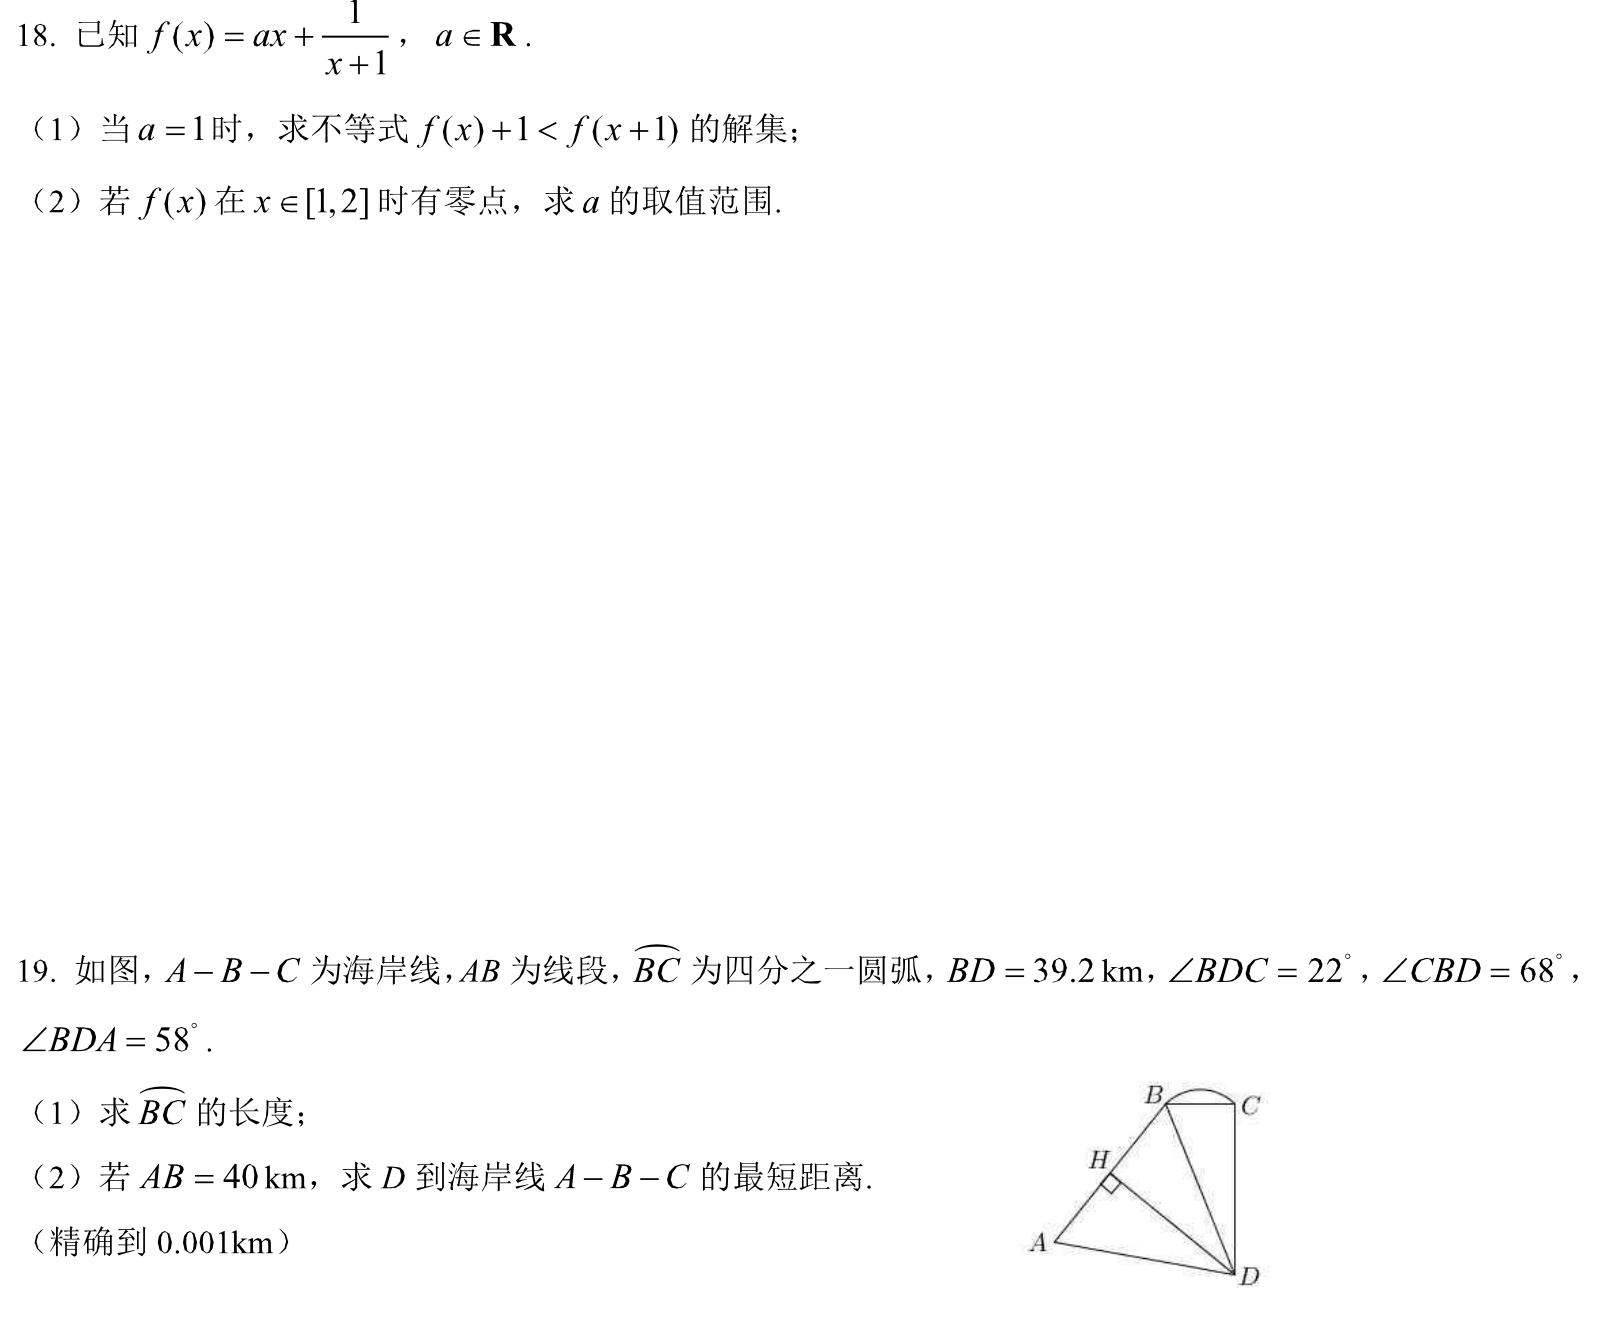 18. 已知 f(x) = ax + 1/(x+1) , a ∈ R .
（1）当 a = 1 时，求不等式 f(x) + 1 < f(x+1) 的解集；
（2）若 f(x) 在 x ∈ [1,2] 时有零点，求 a 的取值范围.
19. 如图，A − B − C 为海岸线，AB 为线段，BC⌢ 为四分之一圆弧，BD = 39.2 km，∠BDC = 22°，∠CBD = 68°，
∠BDA = 58° .
（1）求 BC⌢ 的长度；
（2）若 AB = 40 km，求 D 到海岸线 A − B − C 的最短距离.
（精确到 0.001km）
B
C
H
A
D